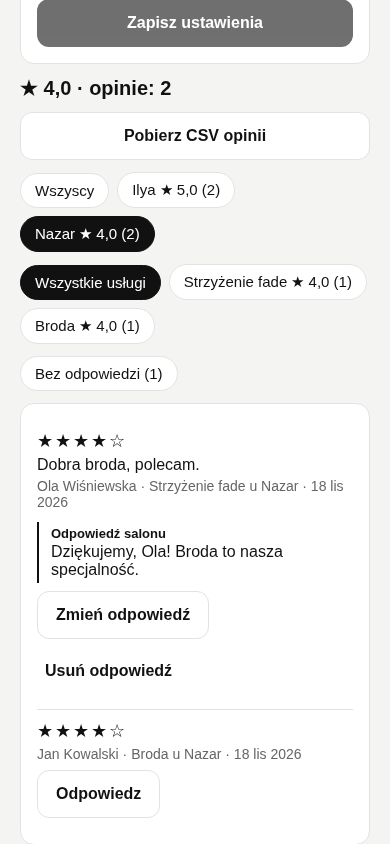 Zapisz ustawienia
★ 4,0 · opinie: 2
Pobierz CSV opinii
Wszyscy
Ilya ★ 5,0 (2)
Nazar ★ 4,0 (2)
Wszystkie usługi
Strzyżenie fade ★ 4,0 (1)
Broda ★ 4,0 (1)
Bez odpowiedzi (1)
★★★★☆
Dobra broda, polecam.
Ola Wiśniewska · Strzyżenie fade u Nazar · 18 lis
2026
Odpowiedź salonu
Dziękujemy, Ola! Broda to nasza
specjalność.
Zmień odpowiedź
Usuń odpowiedź
★★★★☆
Jan Kowalski · Broda u Nazar · 18 lis 2026
Odpowiedz